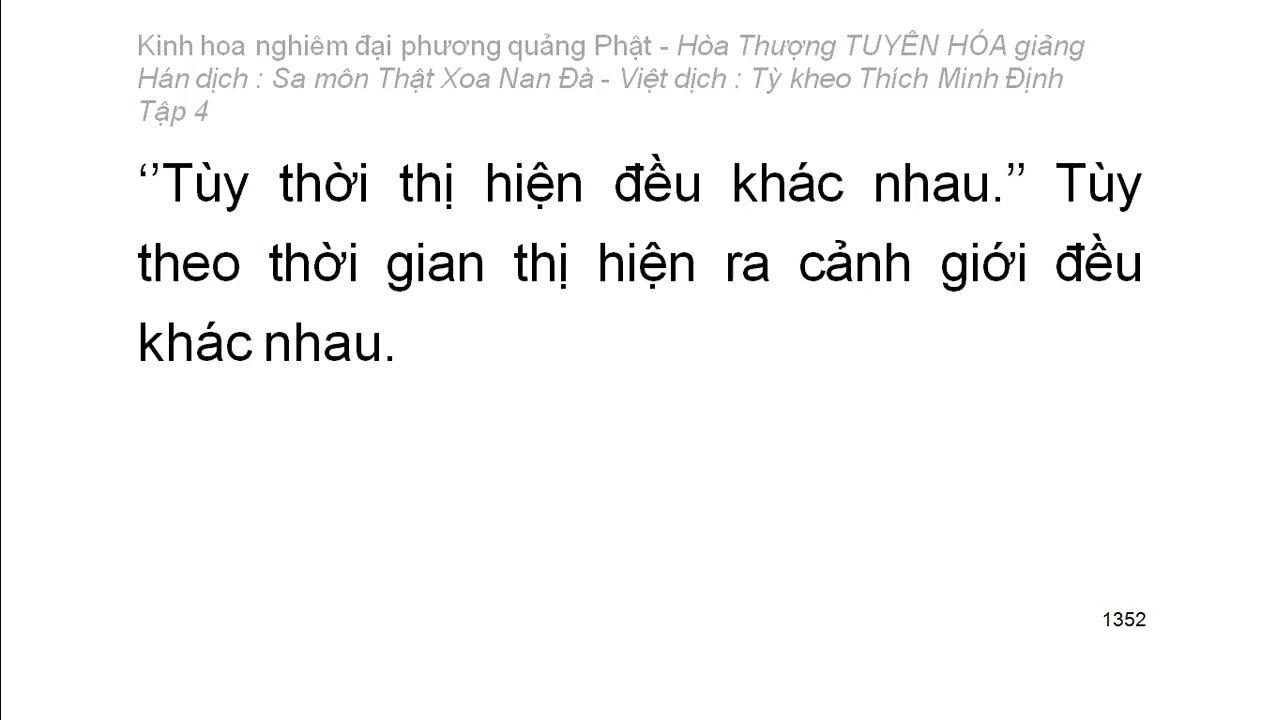 Kinh hoa nghiêm đại phương quảng Phật - Hòa Thượng TUYÊN HÓA giảng
Hán dịch : Sa môn Thật Xoa Nan Đà - Việt dịch : Tỳ kheo Thích Minh Định
Tập 4
‘’Tùy thời thị hiện đều khác nhau.’’ Tùy
theo thời gian thị hiện ra cảnh giới đều
khác nhau.
1352